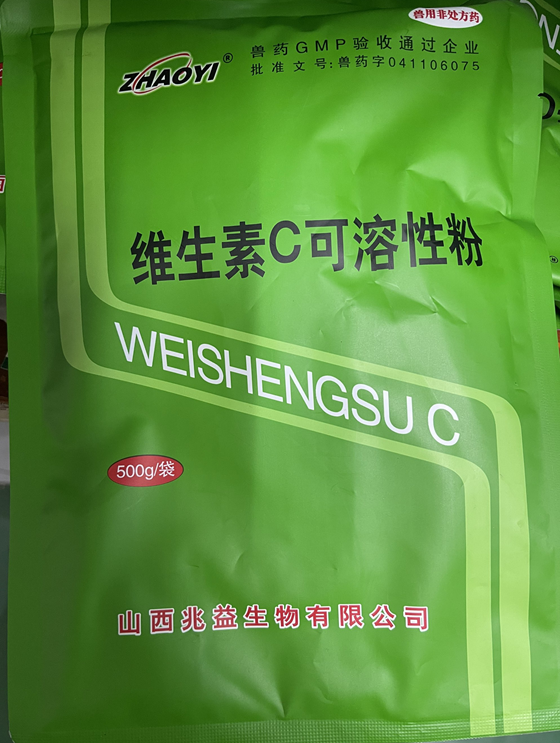 兽用非处方药
ZHAOYI®
兽药GMP验收通过企业
批准文号:兽药字041106075
维生素C可溶性粉
WEISHENGSU C
500g/袋
山西兆益生物有限公司